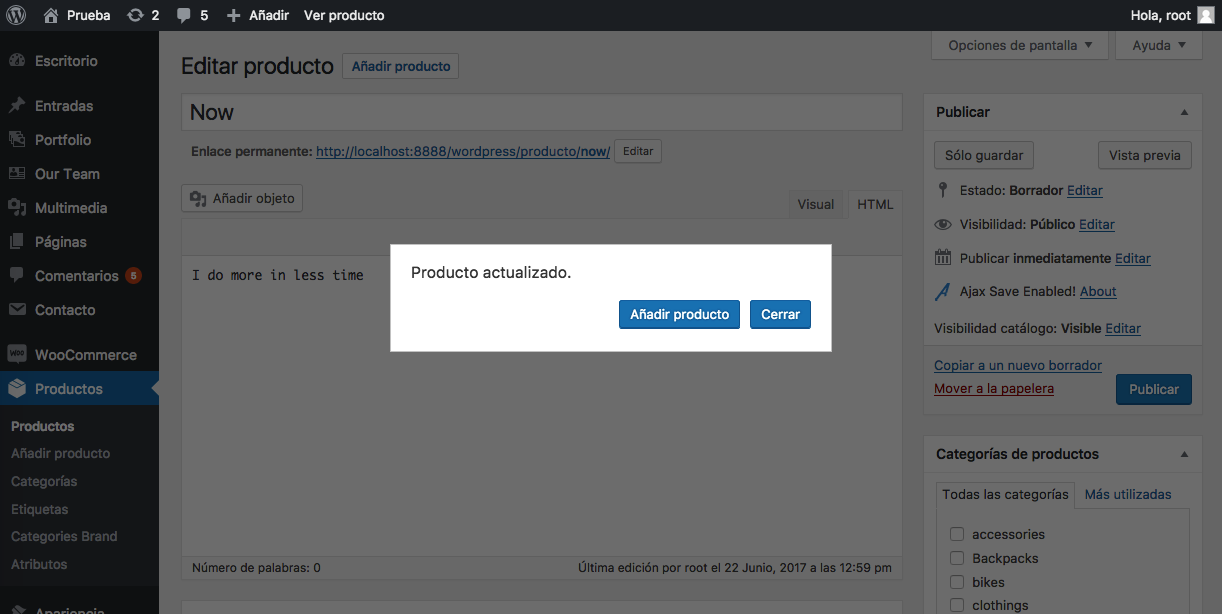 Prueba 2 5 Añadir Ver producto Hola, root
Opciones de pantalla Ayuda
Escritorio
Entradas
Portfolio
Our Team
Multimedia
Páginas
Comentarios 5
Contacto
WOO WooCommerce
Productos
Productos
Añadir producto
Categorías
Etiquetas
Categories Brand
Atributos
Apariencia
Editar producto Añadir producto
Now
Enlace permanente: http://localhost:8888/wordpress/producto/now/ Editar
Añadir objeto
Visual HTML
I do more in less time
Número de palabras: 0 Última edición por root el 22 Junio, 2017 a las 12:59 pm
Producto actualizado.
Añadir producto Cerrar
Publicar
Sólo guardar Vista previa
Estado: Borrador Editar
Visibilidad: Público Editar
Publicar inmediatamente Editar
Ajax Save Enabled! About
Visibilidad catálogo: Visible Editar
Copiar a un nuevo borrador
Mover a la papelera
Publicar
Categorías de productos
Todas las categorías Más utilizadas
accessories
Backpacks
bikes
clothings